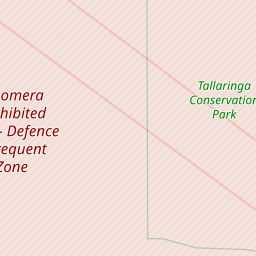 omera
hibited
- Defence
requent
Zone
Tallaringa
Conservation
Park